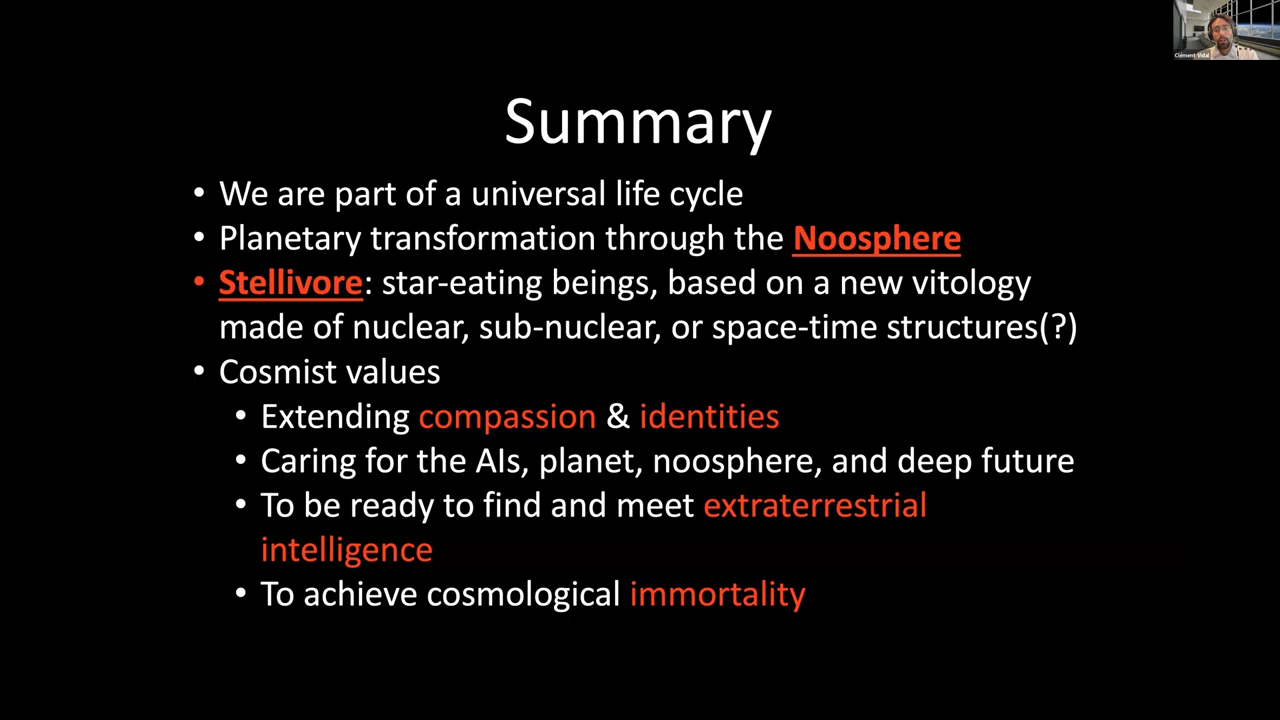 Clément Vidal
Summary
• We are part of a universal life cycle
• Planetary transformation through the Noosphere
• Stellivore: star-eating beings, based on a new vitology
made of nuclear, sub-nuclear, or space-time structures(?)
• Cosmist values
• Extending compassion & identities
• Caring for the AIs, planet, noosphere, and deep future
• To be ready to find and meet extraterrestrial
intelligence
• To achieve cosmological immortality